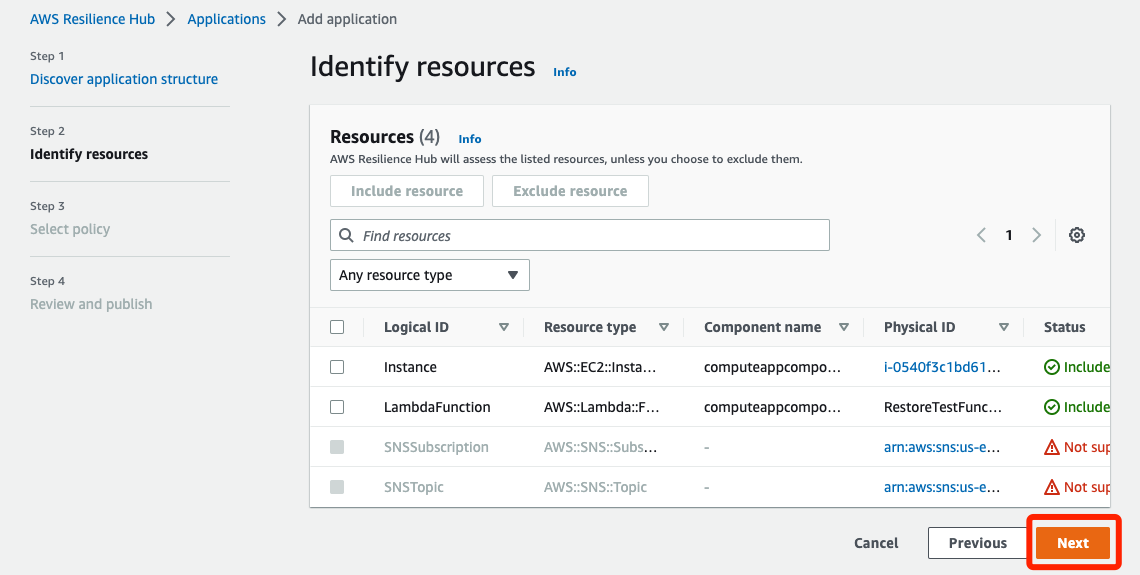 AWS Resilience Hub > Applications > Add application
Step 1
Discover application structure
Step 2
Identify resources
Step 3
Select policy
Step 4
Review and publish
Identify resources Info
Resources (4) Info
AWS Resilience Hub will assess the listed resources, unless you choose to exclude them.
Include resource Exclude resource
Find resources 1
Any resource type
Logical ID Resource type Component name Physical ID Status
Instance AWS::EC2::Insta... computeappcompo... i-0540f3c1bd61... Include
LambdaFunction AWS::Lambda::F... computeappcompo... RestoreTestFunc... Include
SNSSubscription AWS::SNS::Subs... - arn:aws:sns:us-e... Not sup
SNSTopic AWS::SNS::Topic - arn:aws:sns:us-e... Not sup
Cancel Previous Next